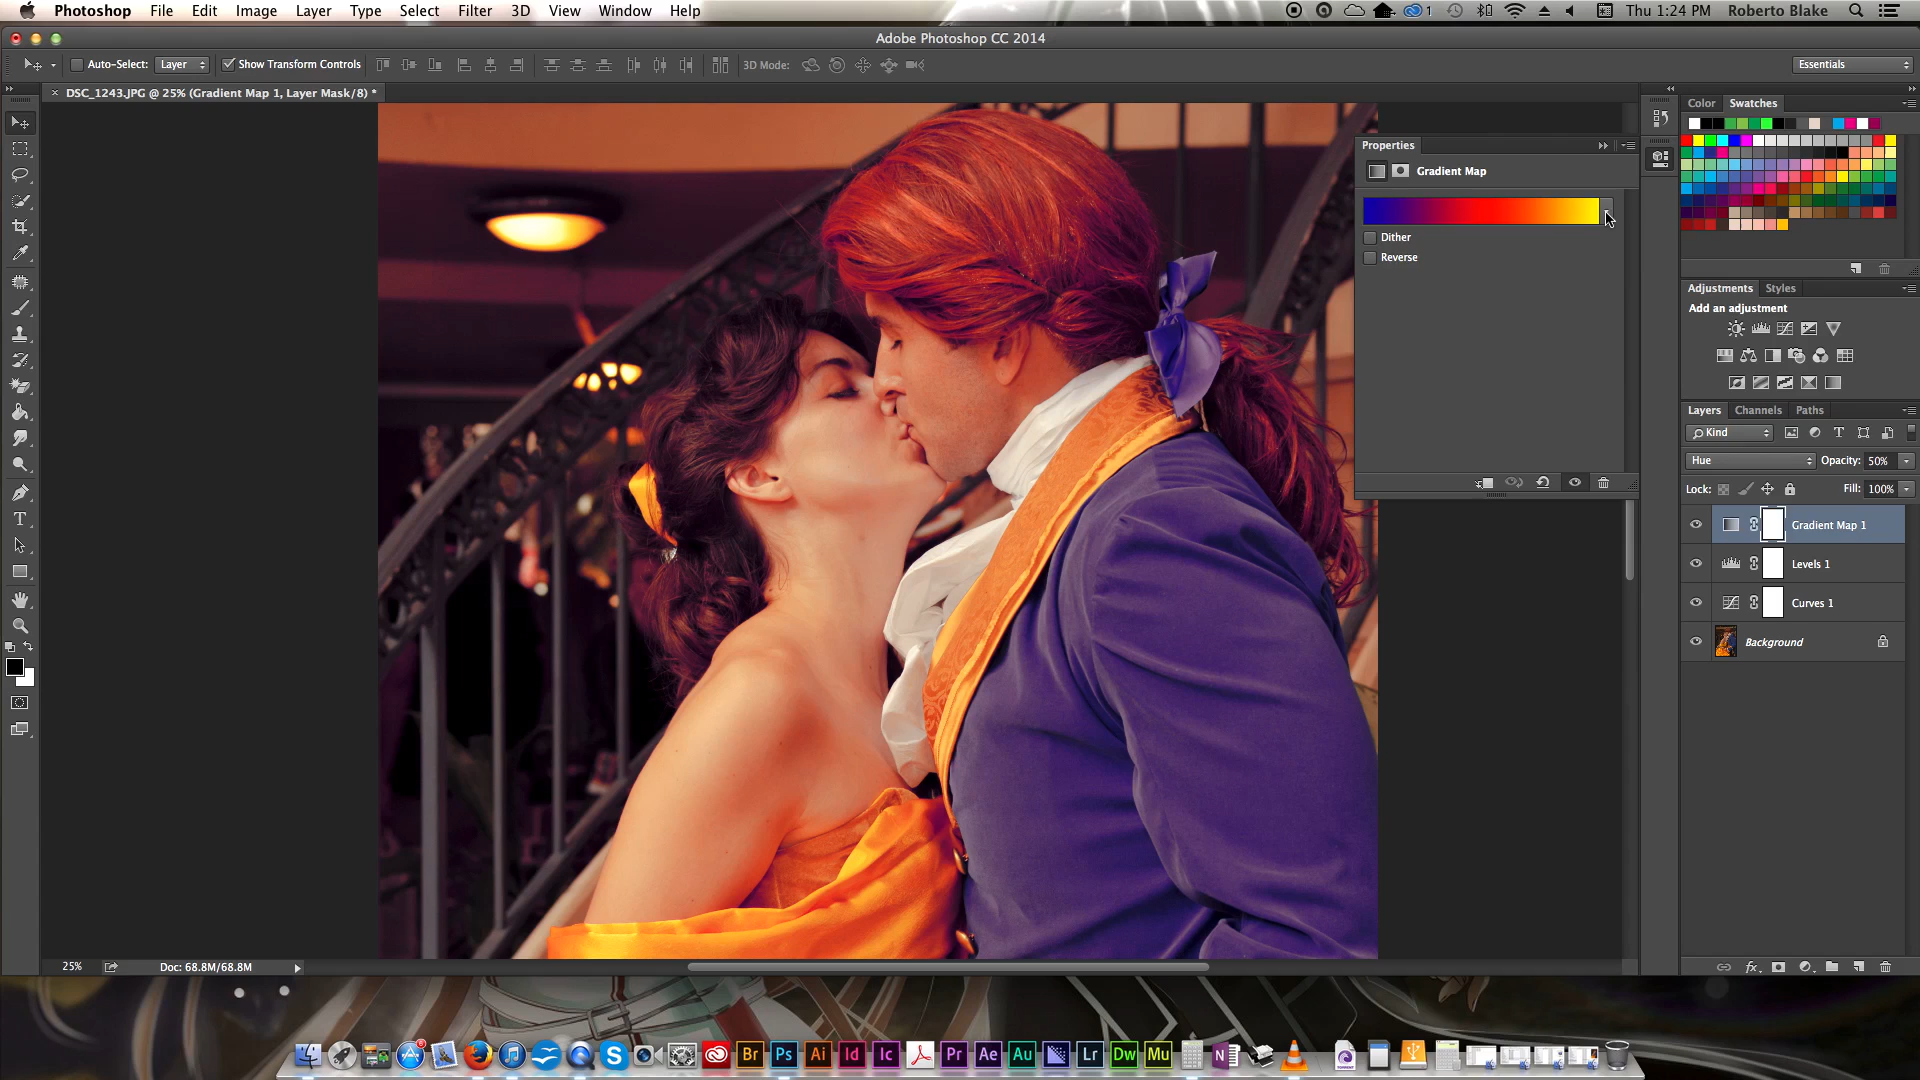 Photoshop File Edit Image Layer Type Select Filter 3D View Window Help 1 Thu 1:24 PM Roberto Blake
Adobe Photoshop CC 2014
Auto-Select: Layer Show Transform Controls 3D Mode: Essentials
× DSC_1243.JPG @ 25% (Gradient Map 1, Layer Mask/8) *
Color Swatches
Properties
Gradient Map
Dither
Reverse
Adjustments Styles
Add an adjustment
Layers Channels Paths
Kind
Hue Opacity: 50%
Lock: Fill: 100%
Gradient Map 1
Levels 1
Curves 1
Background
25% Doc: 68.8M/68.8M
fx
Br Ps Ai Id Ic Pr Ae Au Lr Dw Mu N